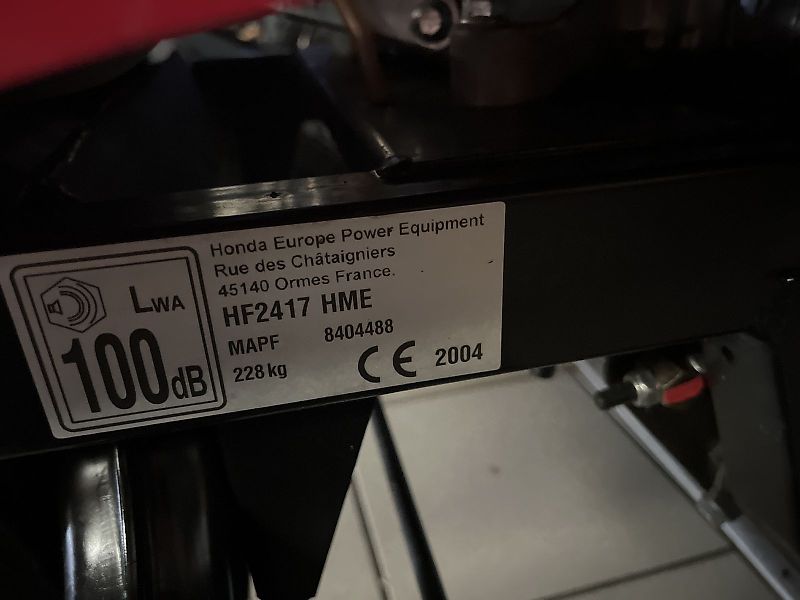 Honda Europe Power Equipment
Rue des Châtaigniers
45140 Ormes France.
HF2417 HME
MAPF 8404488
228 kg CE 2004
LWA
100dB